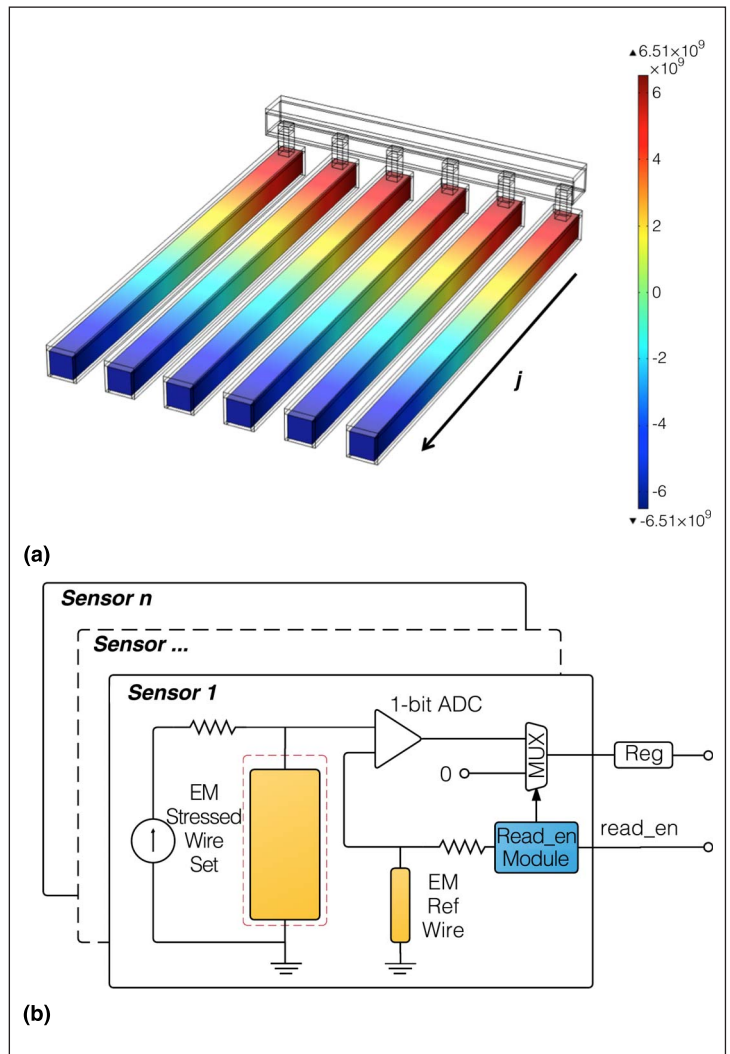 ▲6.51×10⁹
×10⁹
6
4
2
0
-2
-4
-6
▼-6.51×10⁹
j
(a)
Sensor n
Sensor ...
Sensor 1
1-bit ADC
MUX
Reg
0
EM
Stressed
Wire
Set
Read_en
Module
read_en
EM
Ref
Wire
(b)